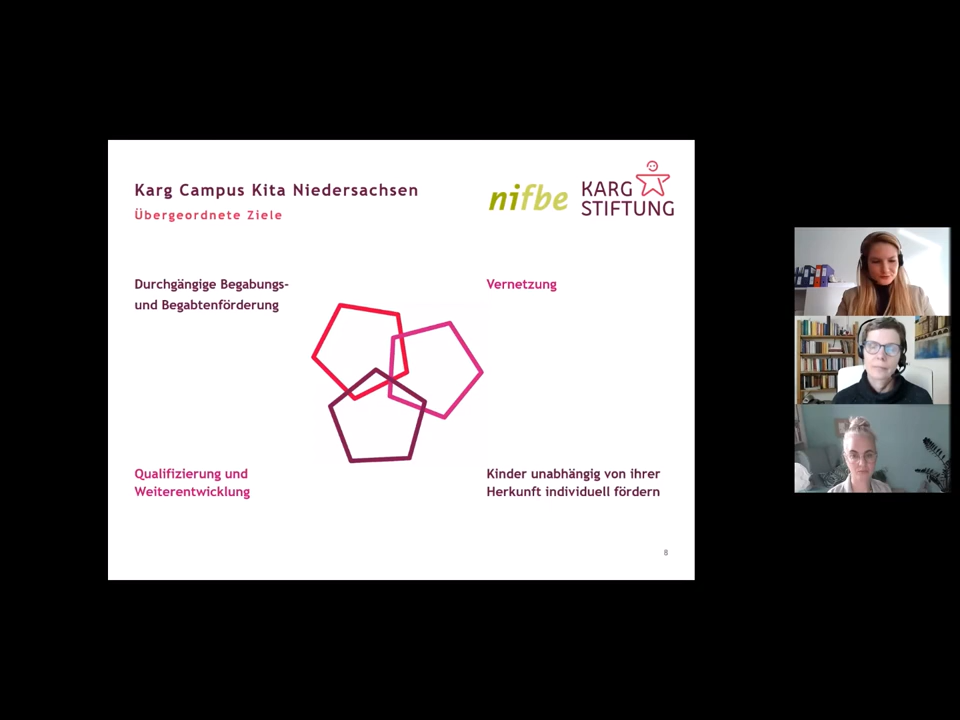 Karg Campus Kita Niedersachsen
Übergeordnete Ziele
nifbe
KARG
STIFTUNG
Durchgängige Begabungs-
und Begabtenförderung
Vernetzung
Qualifizierung und
Weiterentwicklung
Kinder unabhängig von ihrer
Herkunft individuell fördern
8